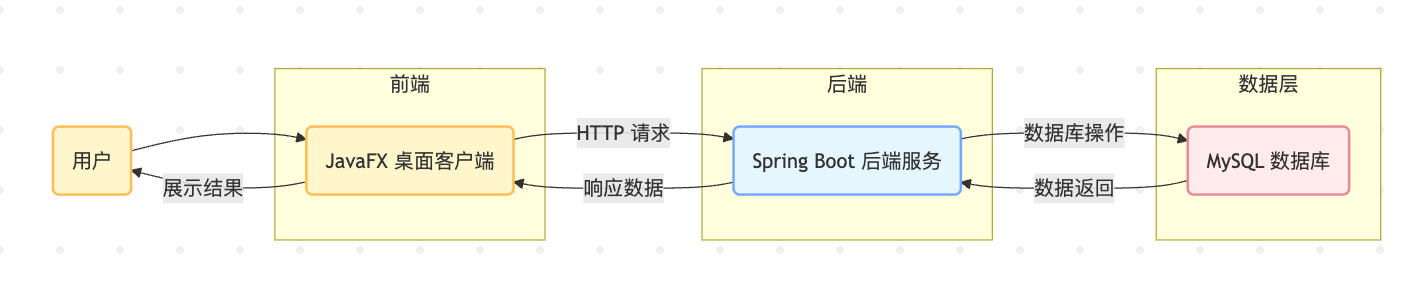 前端
后端
数据层
用户
JavaFX 桌面客户端
HTTP 请求
Spring Boot 后端服务
数据库操作
MySQL 数据库
展示结果
响应数据
数据返回